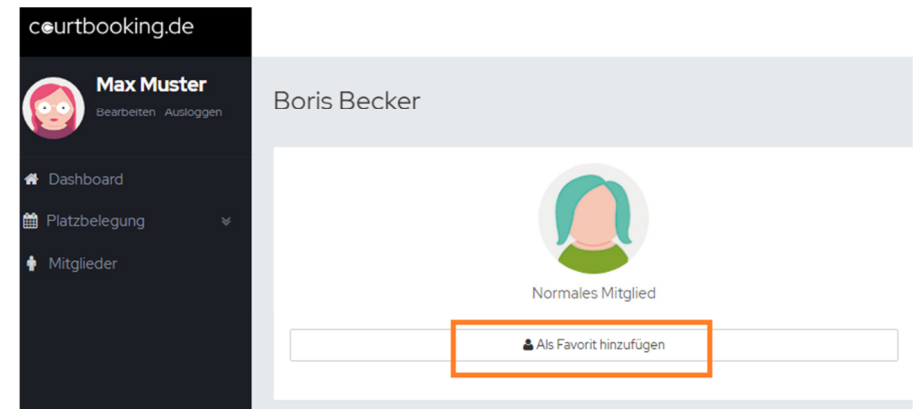 courtbooking.de
Max Muster
Bearbeiten Ausloggen
Boris Becker
Dashboard
Platzbelegung
Mitglieder
Normales Mitglied
Als Favorit hinzufügen